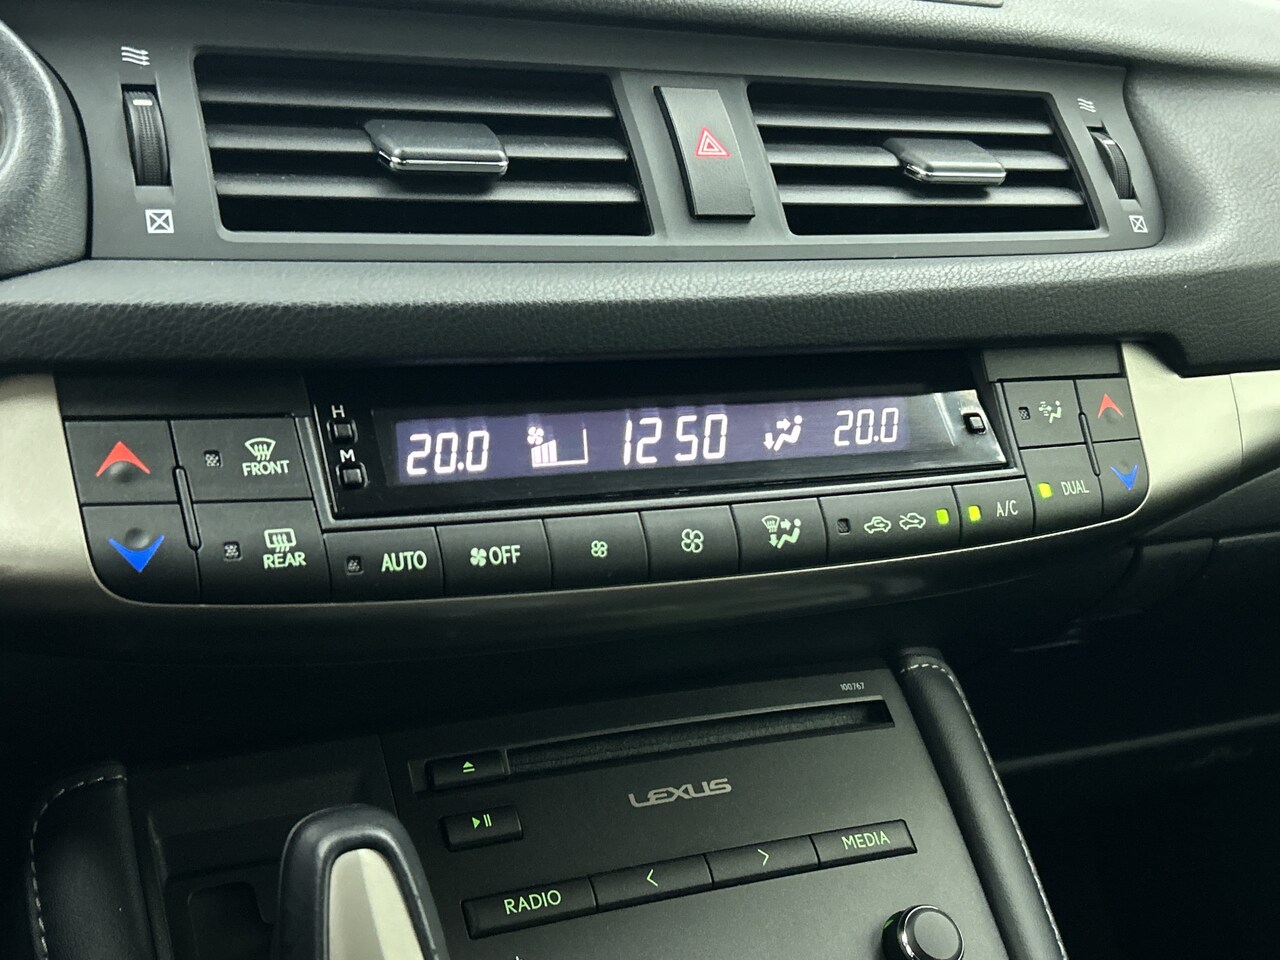 H
M
20.0 12 50 20.0
FRONT
REAR
AUTO
OFF
A/C
DUAL
100767
LEXUS
RADIO
< >
MEDIA